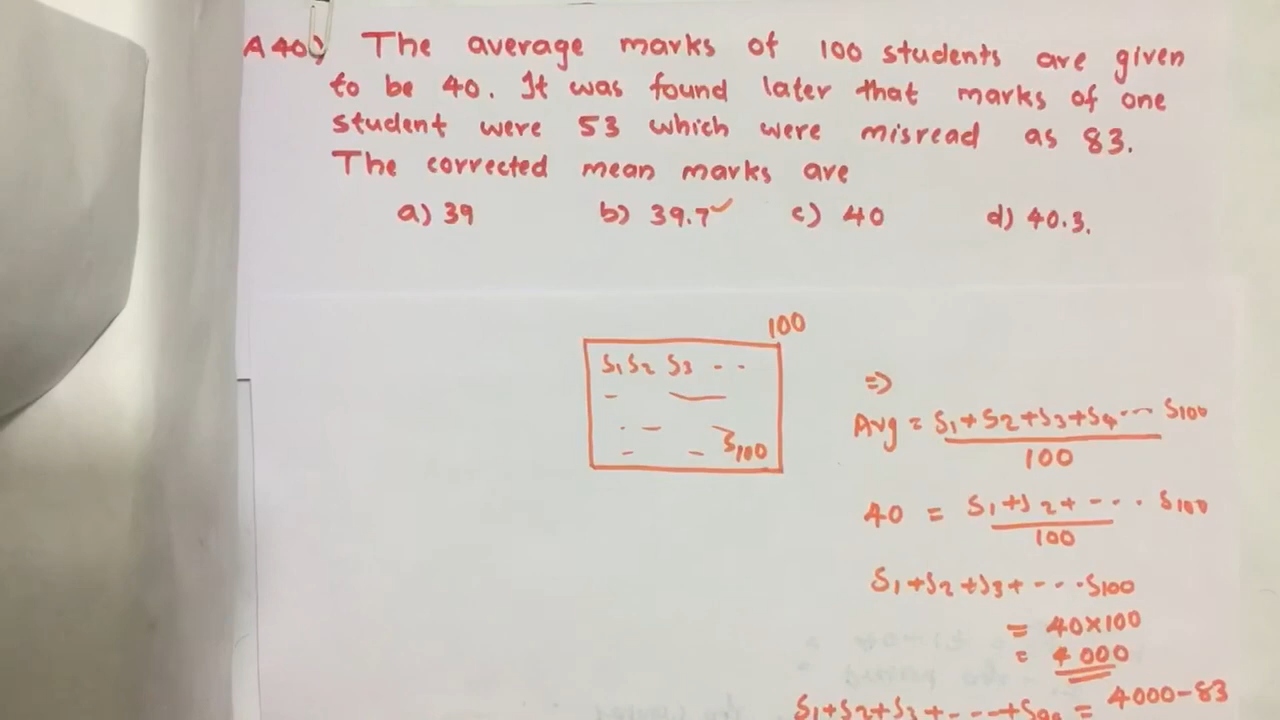 A40) The average marks of 100 students are given
to be 40. It was found later that marks of one
student were 53 which were misread as 83.
The corrected mean marks are
a) 39 b) 39.7✓ c) 40 d) 40.3.
100
S1 S2 S3 - -
S100
=>
Avg = S1+S2+S3+S4.... S100
100
40 = S1+S2+ - - - . S100
100
S1+S2+S3+ - - - . S100
= 40×100
= 4000
S1+S2+S3+ - - - +S99 = 4000-83